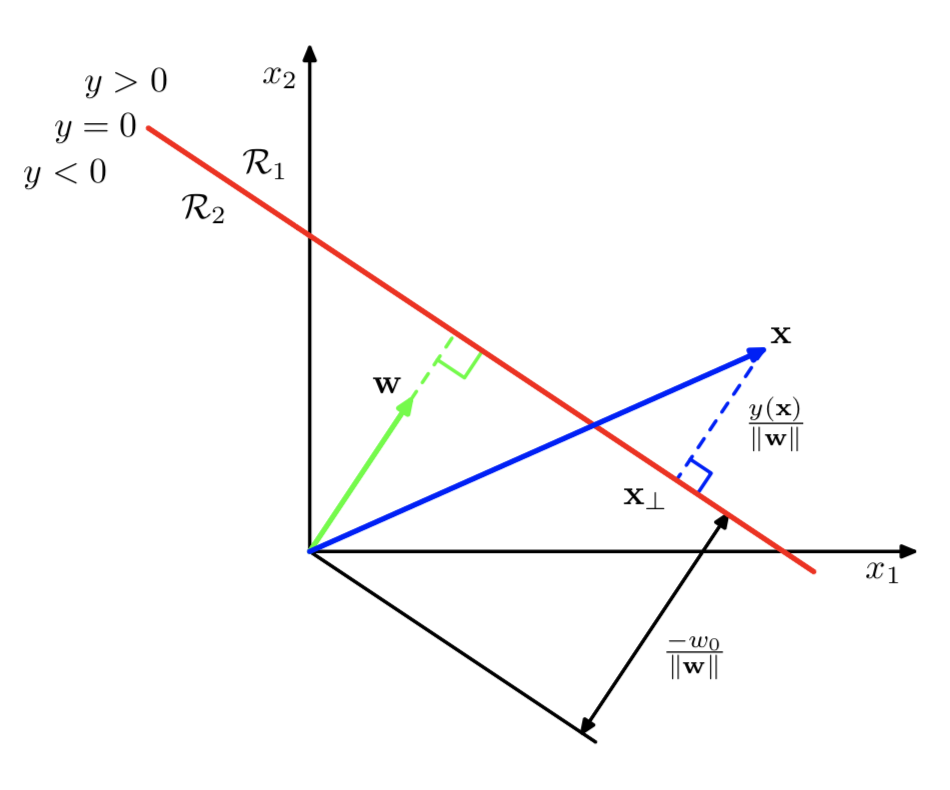 x₂
y > 0
y = 0
y < 0
ℛ₁
ℛ₂
x
w
y(x)
‖w‖
x⊥
x₁
−w₀
‖w‖